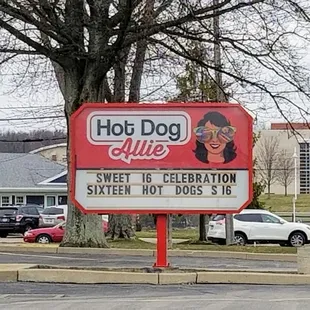 Hot Dog
Allie
SWEET 16 CELEBRATION
SIXTEEN HOT DOGS S 16